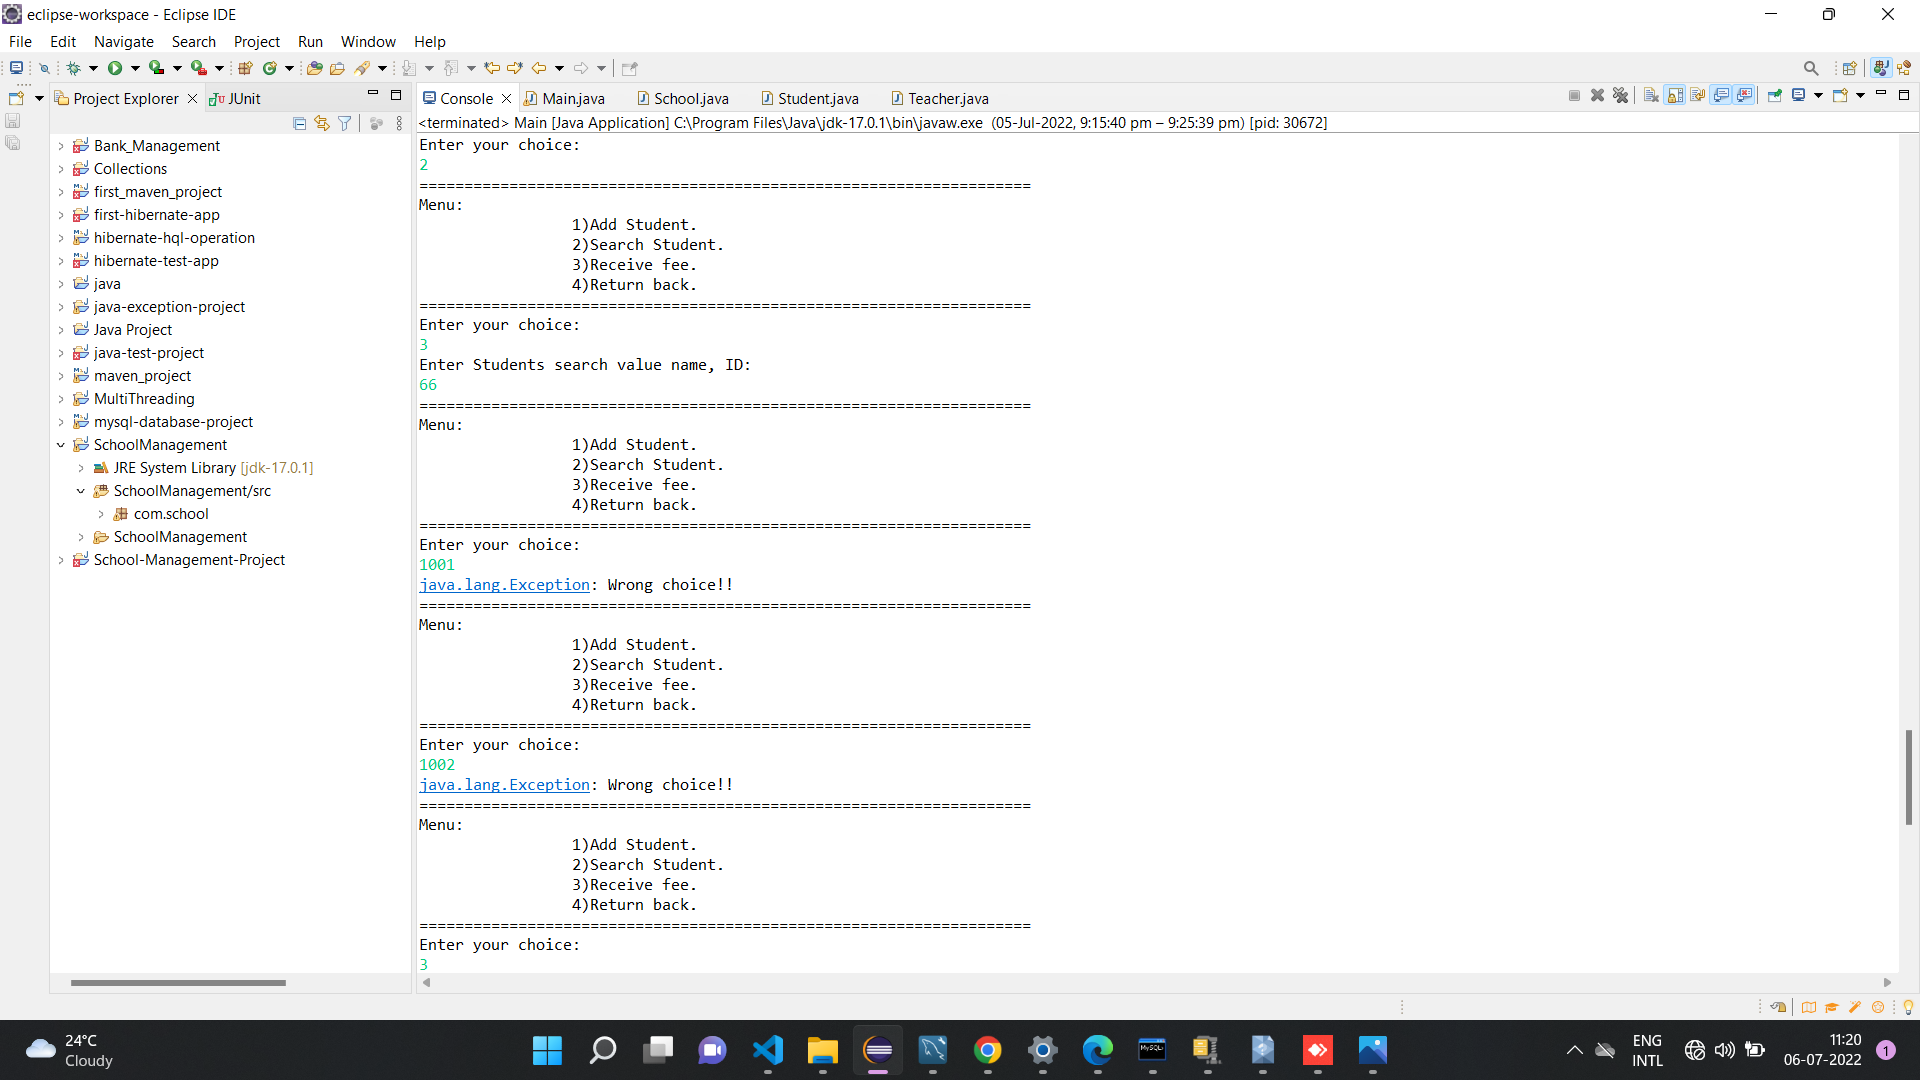 eclipse-workspace - Eclipse IDE
File Edit Navigate Search Project Run Window Help
Project Explorer JUnit
Console Main.java School.java Student.java Teacher.java
<terminated> Main [Java Application] C:\Program Files\Java\jdk-17.0.1\bin\javaw.exe (05-Jul-2022, 9:15:40 pm – 9:25:39 pm) [pid: 30672]
Bank_Management
Collections
first_maven_project
first-hibernate-app
hibernate-hql-operation
hibernate-test-app
java
java-exception-project
Java Project
java-test-project
maven_project
MultiThreading
mysql-database-project
SchoolManagement
JRE System Library [jdk-17.0.1]
SchoolManagement/src
com.school
SchoolManagement
School-Management-Project
Enter your choice:
2
====================================================================
Menu:
1)Add Student.
2)Search Student.
3)Receive fee.
4)Return back.
====================================================================
Enter your choice:
3
Enter Students search value name, ID:
66
====================================================================
Menu:
1)Add Student.
2)Search Student.
3)Receive fee.
4)Return back.
====================================================================
Enter your choice:
1001
java.lang.Exception: Wrong choice!!
====================================================================
Menu:
1)Add Student.
2)Search Student.
3)Receive fee.
4)Return back.
====================================================================
Enter your choice:
1002
java.lang.Exception: Wrong choice!!
====================================================================
Menu:
1)Add Student.
2)Search Student.
3)Receive fee.
4)Return back.
====================================================================
Enter your choice:
3
24°C
Cloudy
MySQL
ENG
INTL
11:20
06-07-2022
1